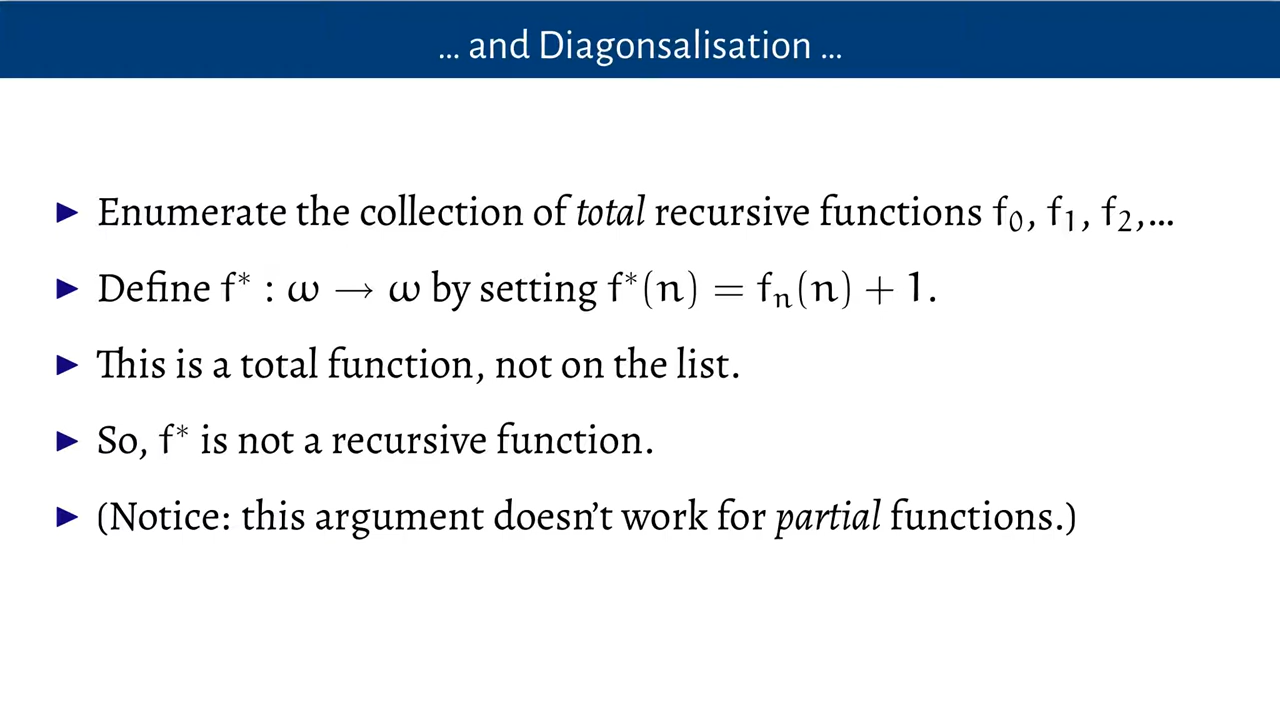 … and Diagonsalisation …
▶ Enumerate the collection of total recursive functions f₀, f₁, f₂,…
▶ Define f* : ω → ω by setting f*(n) = fₙ(n) + 1.
▶ This is a total function, not on the list.
▶ So, f* is not a recursive function.
▶ (Notice: this argument doesn’t work for partial functions.)